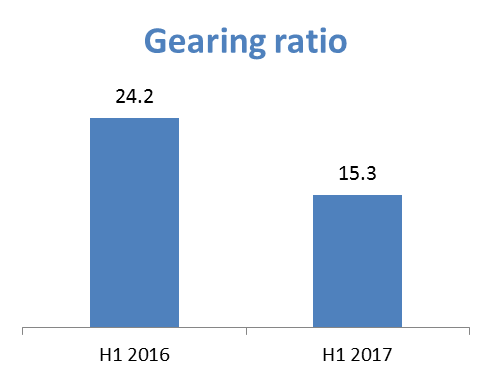 Gearing ratio
24.2
15.3
H1 2016
H1 2017